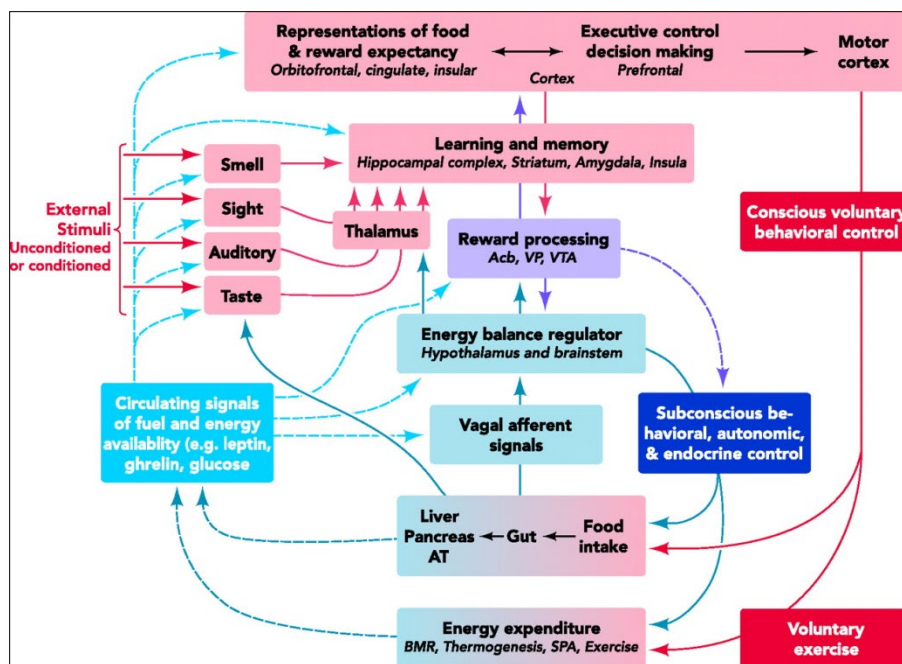 Representations of food
& reward expectancy
Orbitofrontal, cingulate, insular
Executive control
decision making
Prefrontal
Motor
cortex
Cortex
Learning and memory
Hippocampal complex, Striatum, Amygdala, Insula
Smell
Sight
Auditory
Taste
External
Stimuli
Unconditioned
or conditioned
Thalamus
Reward processing
Acb, VP, VTA
Conscious voluntary
behavioral control
Energy balance regulator
Hypothalamus and brainstem
Circulating signals
of fuel and energy
availablity (e.g. leptin,
ghrelin, glucose
Vagal afferent
signals
Subconscious be-
havioral, autonomic,
& endocrine control
Liver
Pancreas
AT
Gut
Food
intake
Energy expenditure
BMR, Thermogenesis, SPA, Exercise
Voluntary
exercise